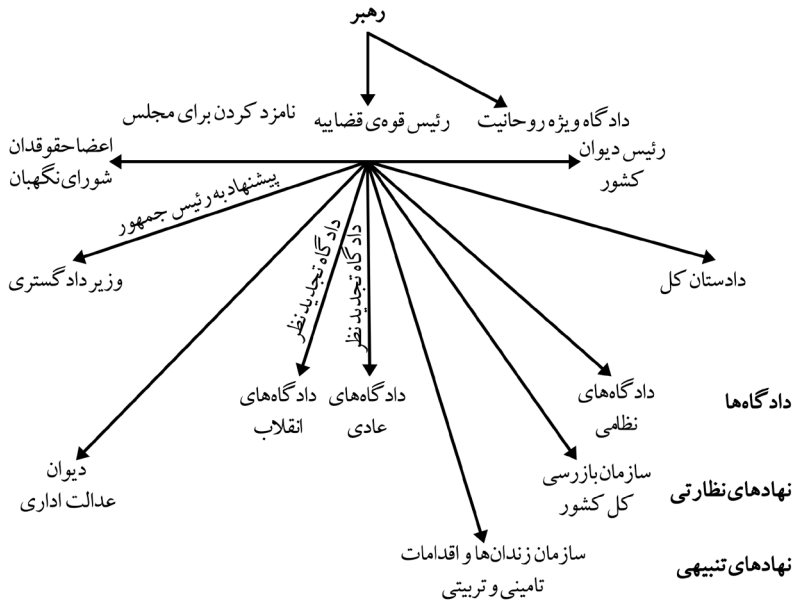 رهبر
دادگاه ویژه روحانیت
رئیس قوه‌ی قضاییه
نامزد کردن برای مجلس
رئیس دیوان
کشور
اعضا حقوقدان
شورای نگهبان
پیشنهاد به رئیس جمهور
دادگاه تجدید نظر
دادگاه تجدید نظر
دادستان کل
وزیر دادگستری
دادگاه‌ها
دادگاه‌های
نظامی
دادگاه‌های
عادی
دادگاه‌های
انقلاب
نهادهای نظارتی
سازمان بازرسی
کل کشور
دیوان
عدالت اداری
نهادهای تنبیهی
سازمان زندان‌ها و اقدامات
تامینی و تربیتی